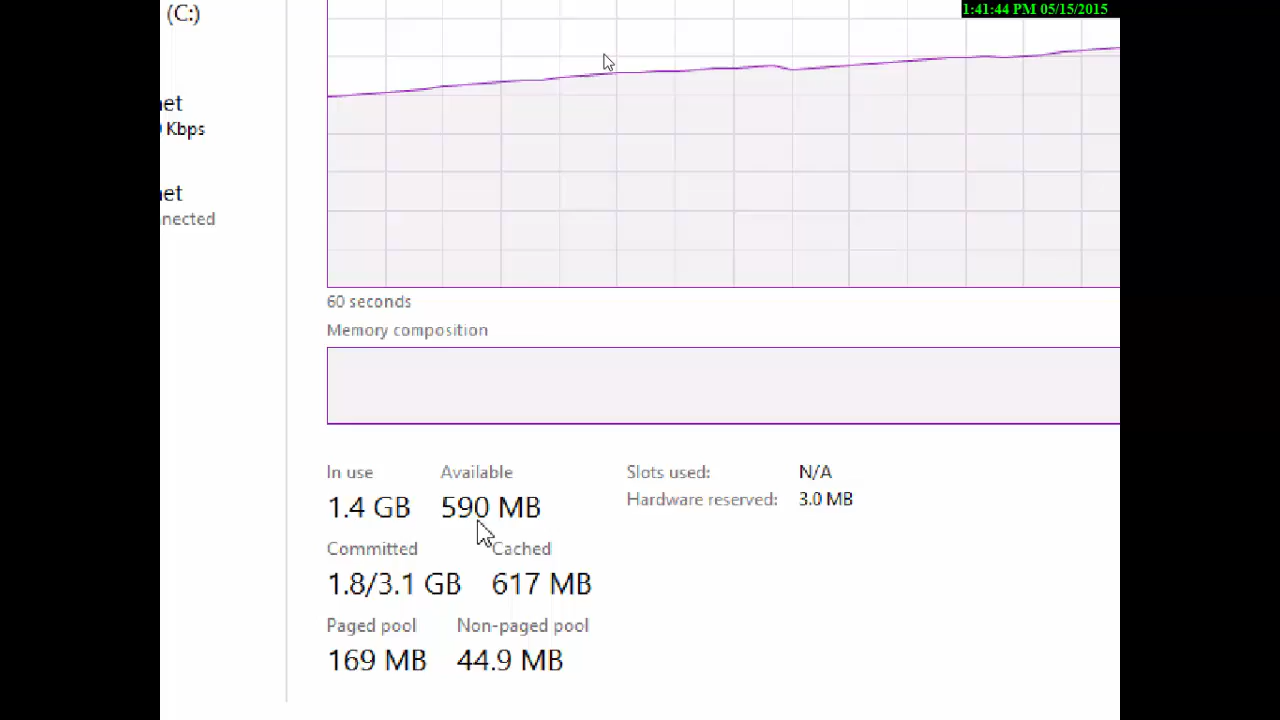 1:41:44 PM 05/15/2015
(C:)
et
Kbps
et
nected
60 seconds
Memory composition
In use Available Slots used: N/A
1.4 GB 590 MB Hardware reserved: 3.0 MB
Committed Cached
1.8/3.1 GB 617 MB
Paged pool Non-paged pool
169 MB 44.9 MB